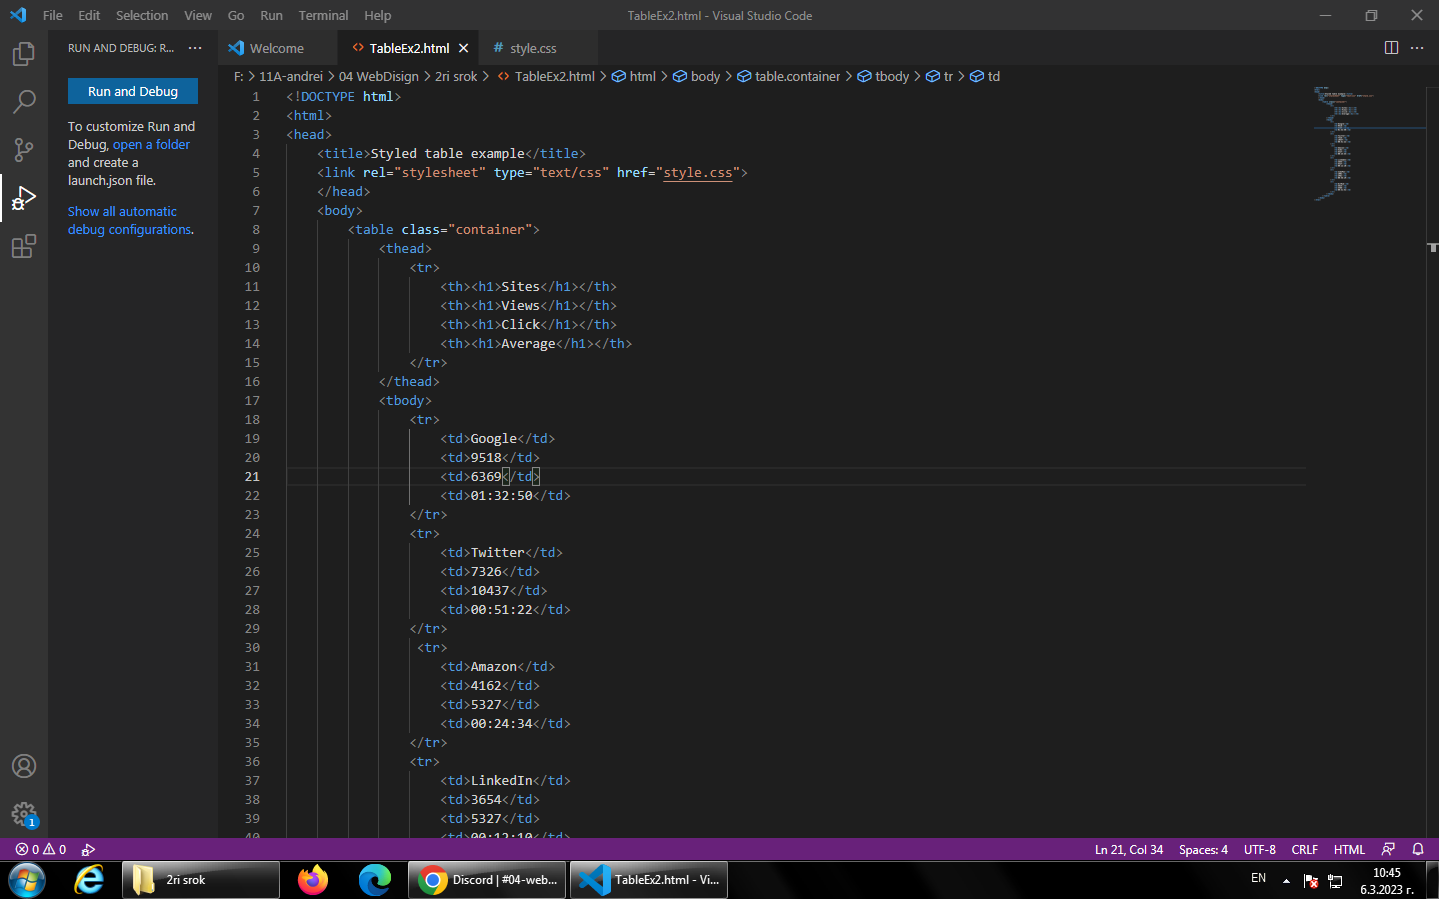 File Edit Selection View Go Run Terminal Help
TableEx2.html - Visual Studio Code
RUN AND DEBUG: R... ···
Run and Debug
To customize Run and
Debug, open a folder
and create a
launch.json file.
Show all automatic
debug configurations.
Welcome
<> TableEx2.html ×
# style.css
F: > 11A-andrei > 04 WebDisign > 2ri srok > <> TableEx2.html > html > body > table.container > tbody > tr > td
1 <!DOCTYPE html>
2 <html>
3 <head>
4 <title>Styled table example</title>
5 <link rel="stylesheet" type="text/css" href="style.css">
6 </head>
7 <body>
8 <table class="container">
9 <thead>
10 <tr>
11 <th><h1>Sites</h1></th>
12 <th><h1>Views</h1></th>
13 <th><h1>Click</h1></th>
14 <th><h1>Average</h1></th>
15 </tr>
16 </thead>
17 <tbody>
18 <tr>
19 <td>Google</td>
20 <td>9518</td>
21 <td>6369</td>
22 <td>01:32:50</td>
23 </tr>
24 <tr>
25 <td>Twitter</td>
26 <td>7326</td>
27 <td>10437</td>
28 <td>00:51:22</td>
29 </tr>
30 <tr>
31 <td>Amazon</td>
32 <td>4162</td>
33 <td>5327</td>
34 <td>00:24:34</td>
35 </tr>
36 <tr>
37 <td>LinkedIn</td>
38 <td>3654</td>
39 <td>5327</td>
40 <td>00:12:10</td>
1
0 0
Ln 21, Col 34 Spaces: 4 UTF-8 CRLF HTML
2ri srok
Discord | #04-web...
TableEx2.html - Vi...
EN
10:45
6.3.2023 г.